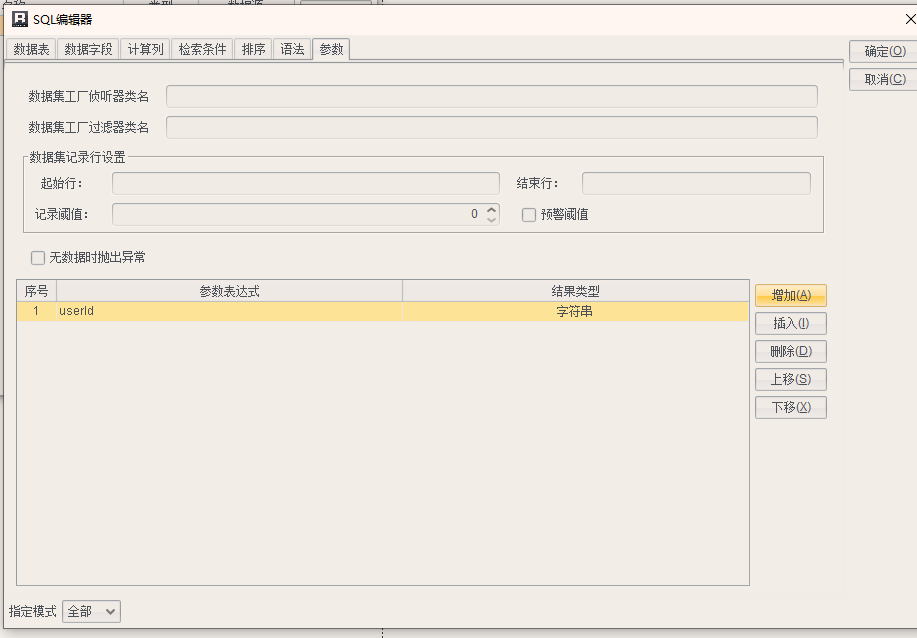 SQL编辑器
数据表 数据字段 计算列 检索条件 排序 语法 参数
确定(O)
取消(C)
数据集工厂侦听器类名
数据集工厂过滤器类名
数据集记录行设置
起始行: 结束行:
记录阈值: 0 预警阈值
无数据时抛出异常
序号 参数表达式 结果类型
1 userId 字符串
增加(A)
插入(I)
删除(D)
上移(S)
下移(X)
指定模式 全部